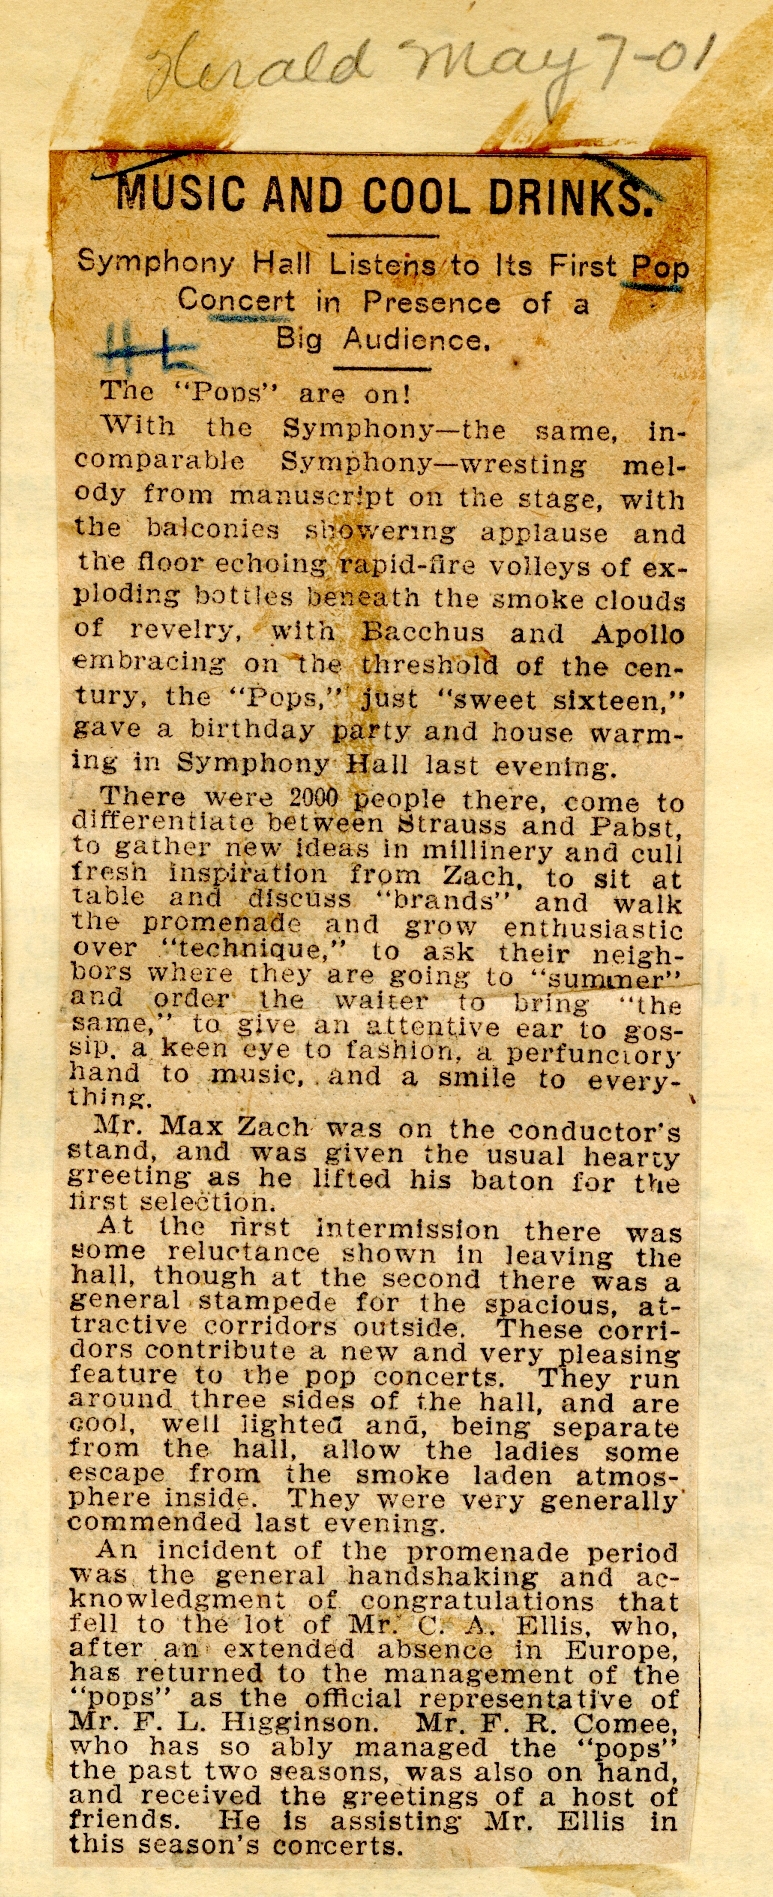 Herald May 7-01
MUSIC AND COOL DRINKS.
Symphony Hall Listens to Its First Pop
Concert in Presence of a
Big Audience.
The "Pops" are on!
With the Symphony—the same, in-
comparable Symphony—wresting mel-
ody from manuscript on the stage, with
the balconies showering applause and
the floor echoing rapid-fire volleys of ex-
ploding bottles beneath the smoke clouds
of revelry, with Bacchus and Apollo
embracing on the threshold of the cen-
tury, the "Pops," just "sweet sixteen,"
gave a birthday party and house warm-
ing in Symphony Hall last evening.
There were 2000 people there, come to
differentiate between Strauss and Pabst,
to gather new ideas in millinery and cull
fresh inspiration from Zach, to sit at
table and discuss "brands" and walk
the promenade and grow enthusiastic
over "technique," to ask their neigh-
bors where they are going to "summer"
and order the waiter to bring "the
same," to give an attentive ear to gos-
sip, a keen eye to fashion, a perfunctory
hand to music, and a smile to every-
thing.
Mr. Max Zach was on the conductor's
stand, and was given the usual hearty
greeting as he lifted his baton for the
first selection.
At the first intermission there was
some reluctance shown in leaving the
hall, though at the second there was a
general stampede for the spacious, at-
tractive corridors outside. These corri-
dors contribute a new and very pleasing
feature to the pop concerts. They run
around three sides of the hall, and are
cool, well lighted and, being separate
from the hall, allow the ladies some
escape from the smoke laden atmos-
phere inside. They were very generally
commended last evening.
An incident of the promenade period
was the general handshaking and ac-
knowledgment of congratulations that
fell to the lot of Mr. C. A. Ellis, who,
after an extended absence in Europe,
has returned to the management of the
"pops" as the official representative of
Mr. F. L. Higginson. Mr. F. R. Comee,
who has so ably managed the "pops"
the past two seasons, was also on hand,
and received the greetings of a host of
friends. He is assisting Mr. Ellis in
this season's concerts.